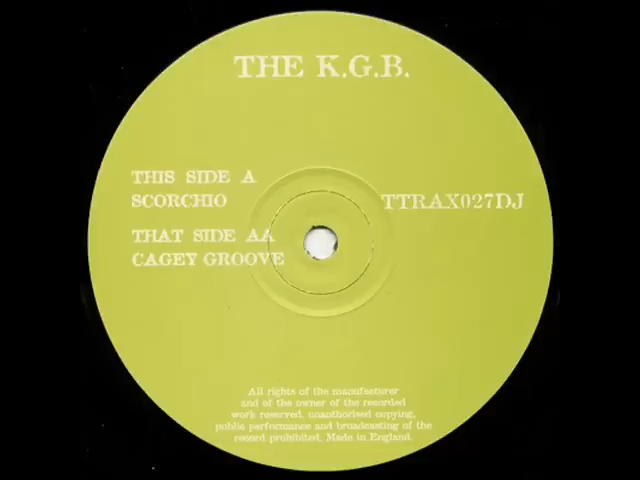 THE K.G.B.
THIS SIDE A
SCORCHIO
TTRAX027DJ
THAT SIDE AA
CAGEY GROOVE
All rights of the manufacturer
and of the owner of the recorded
work reserved, unauthorised copying,
public performance and broadcasting of the
record prohibited, Made in England.